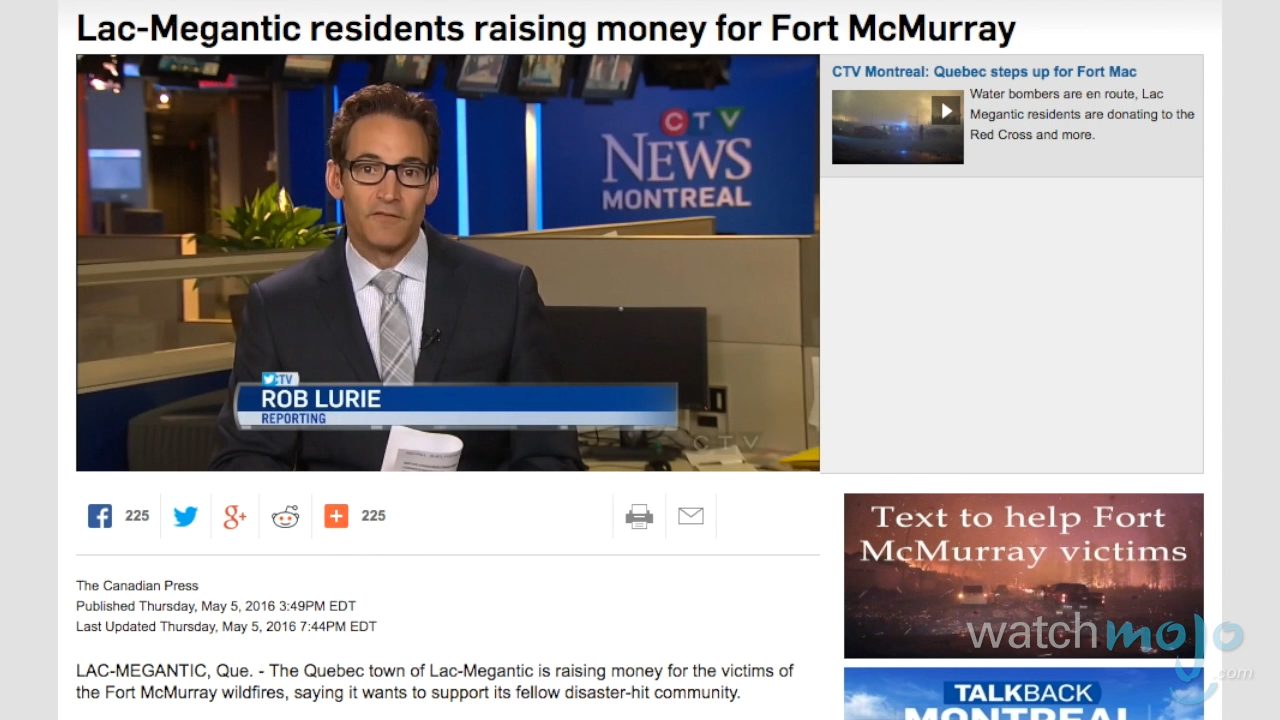 Lac-Megantic residents raising money for Fort McMurray
CTV
NEWS
MONTREAL
CTV
ROB LURIE
REPORTING
CTV
CTV Montreal: Quebec steps up for Fort Mac
Water bombers are en route, Lac
Megantic residents are donating to the
Red Cross and more.
225
g+
225
The Canadian Press
Published Thursday, May 5, 2016 3:49PM EDT
Last Updated Thursday, May 5, 2016 7:44PM EDT
LAC-MEGANTIC, Que. - The Quebec town of Lac-Megantic is raising money for the victims of
the Fort McMurray wildfires, saying it wants to support its fellow disaster-hit community.
Text to help Fort
McMurray victims
watchmojo
.com
TALKBACK
MONTREAL